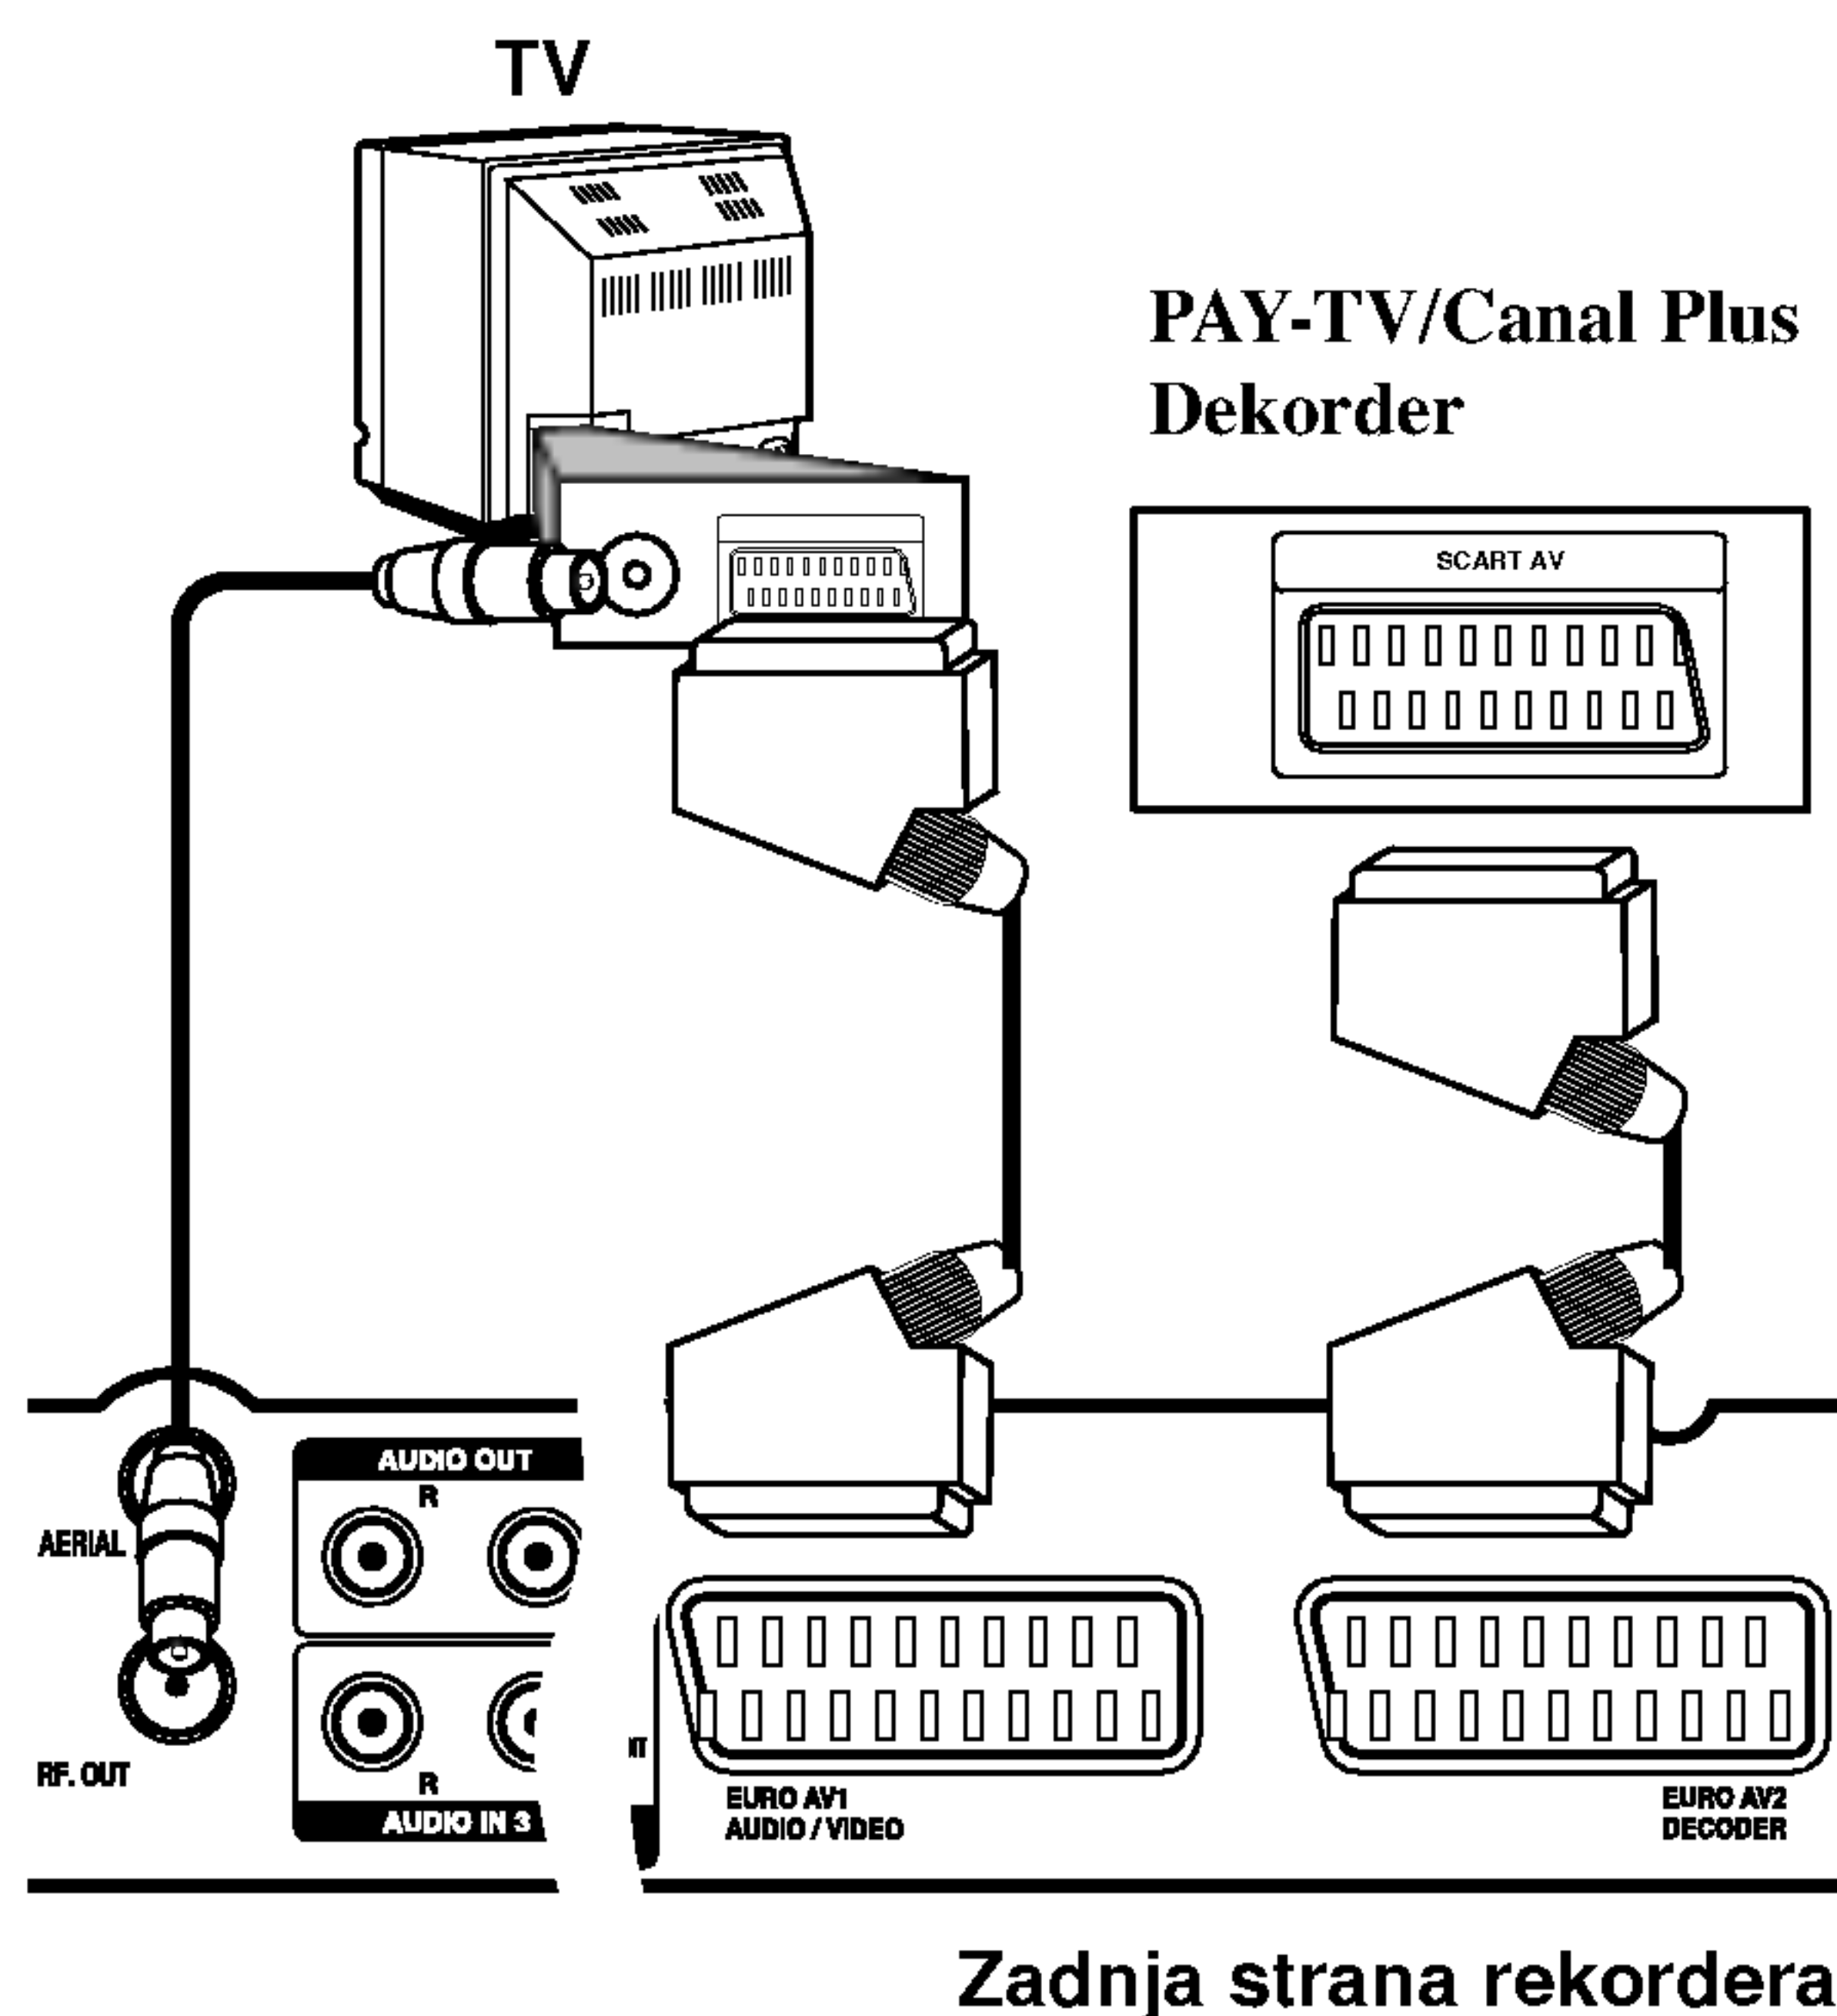 TV
PAY-TV/Canal Plus
Dekorder
SCART AV
AUDIO OUT
R
AERIAL
RF. OUT
R
AUDIO IN 3
EURO AV1
AUDIO / VIDEO
EURO AV2
DECODER
Zadnja strana rekordera